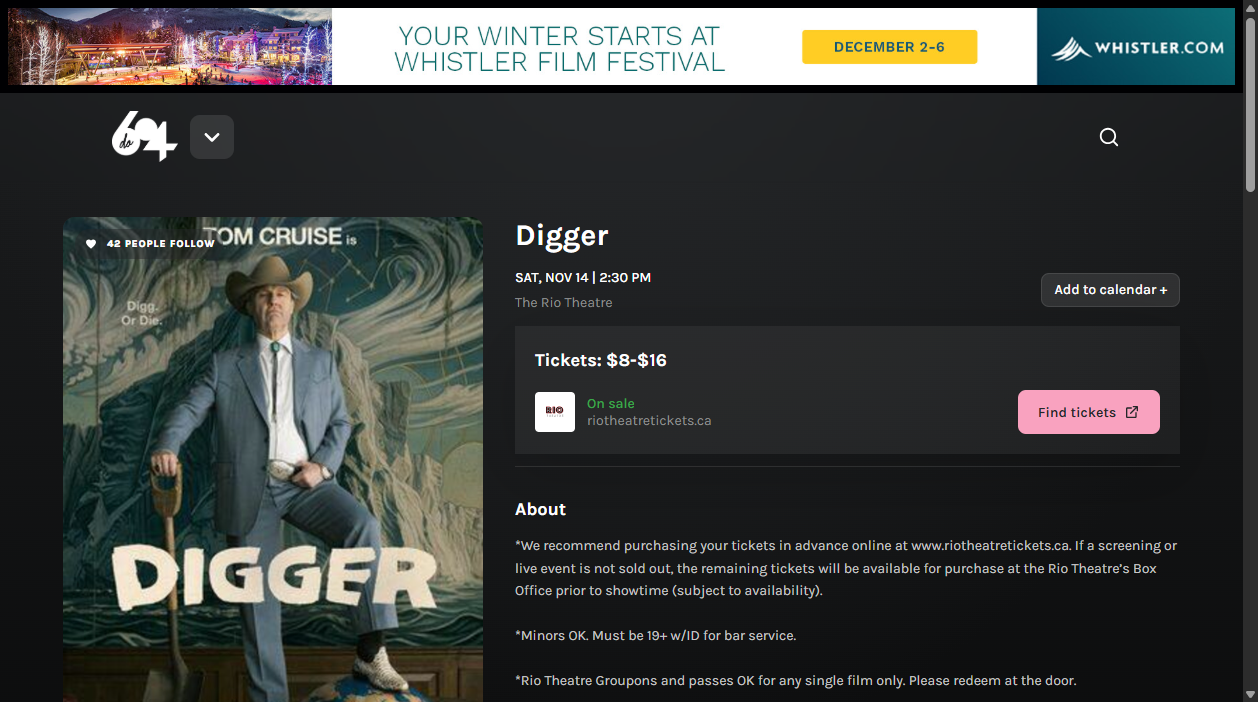 YOUR WINTER STARTS AT
WHISTLER FILM FESTIVAL
DECEMBER 2-6
WHISTLER.COM
do
604
42 PEOPLE FOLLOW
TOM CRUISE is
Digg.
Or Die.
DIGGER
Digger
SAT, NOV 14 | 2:30 PM
The Rio Theatre
Add to calendar +
Tickets: $8-$16
RIO
On sale
riotheatretickets.ca
Find tickets
About
*We recommend purchasing your tickets in advance online at www.riotheatretickets.ca. If a screening or
live event is not sold out, the remaining tickets will be available for purchase at the Rio Theatre's Box
Office prior to showtime (subject to availability).
*Minors OK. Must be 19+ w/ID for bar service.
*Rio Theatre Groupons and passes OK for any single film only. Please redeem at the door.